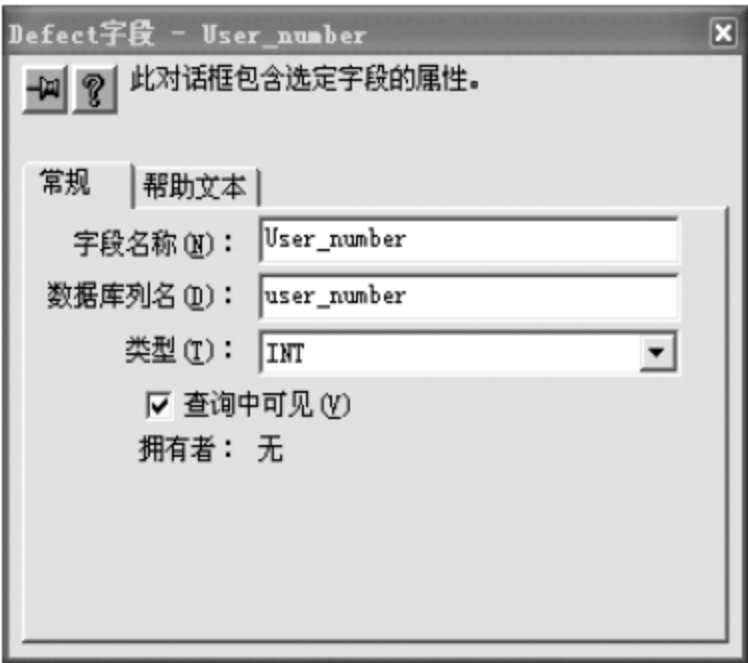 Defect字段 - User_number
此对话框包含选定字段的属性。
常规
帮助文本
字段名称(N)： User_number
数据库列名(D)： user_number
类型(T)： INT
查询中可见(V)
拥有者： 无